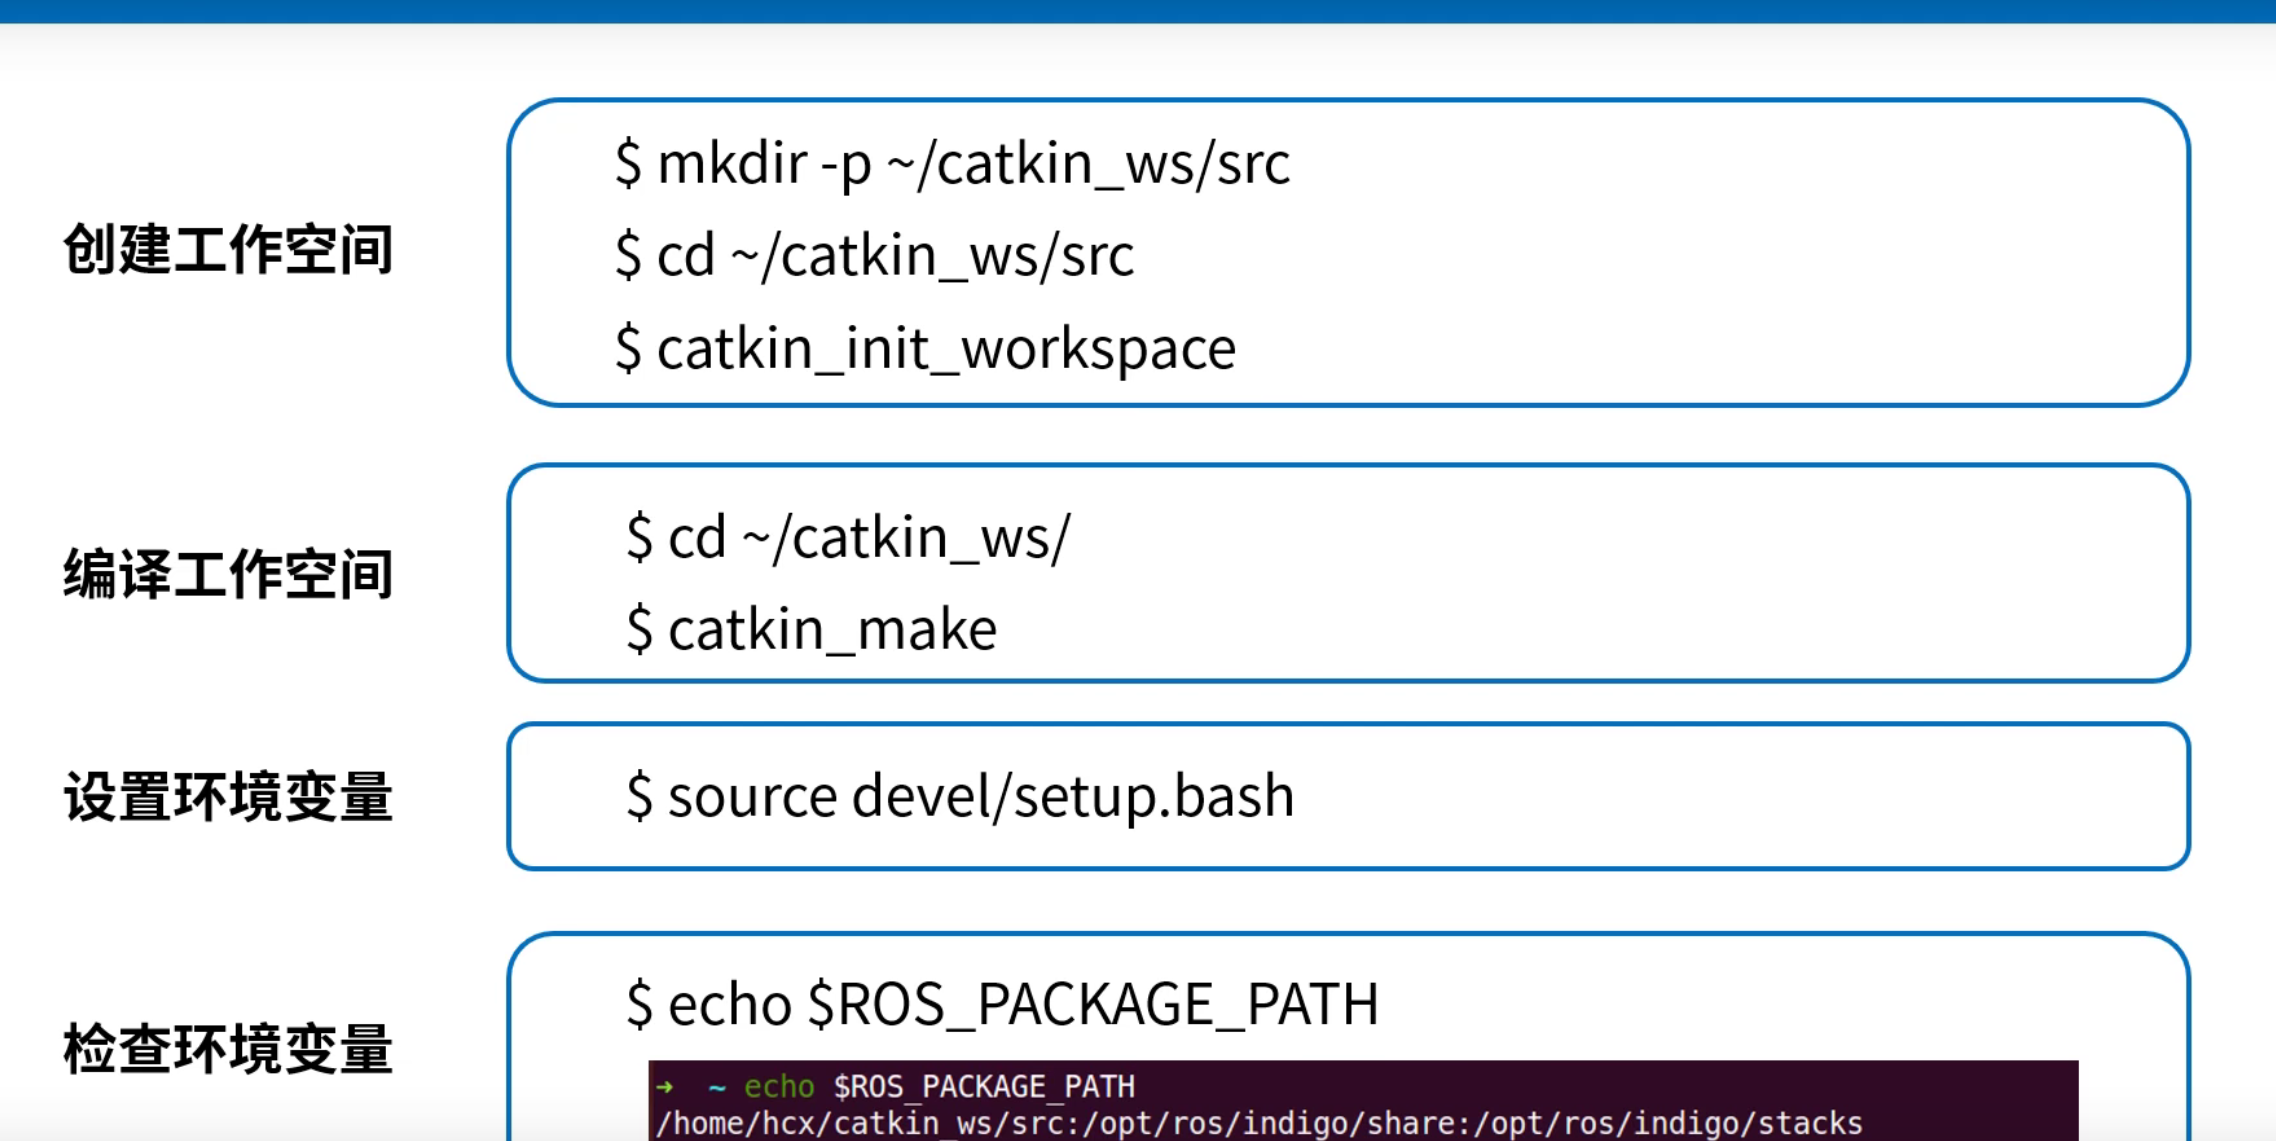 创建工作空间
$ mkdir -p ~/catkin_ws/src
$ cd ~/catkin_ws/src
$ catkin_init_workspace
编译工作空间
$ cd ~/catkin_ws/
$ catkin_make
设置环境变量
$ source devel/setup.bash
检查环境变量
$ echo $ROS_PACKAGE_PATH
➜  ~ echo $ROS_PACKAGE_PATH
/home/hcx/catkin_ws/src:/opt/ros/indigo/share:/opt/ros/indigo/stacks